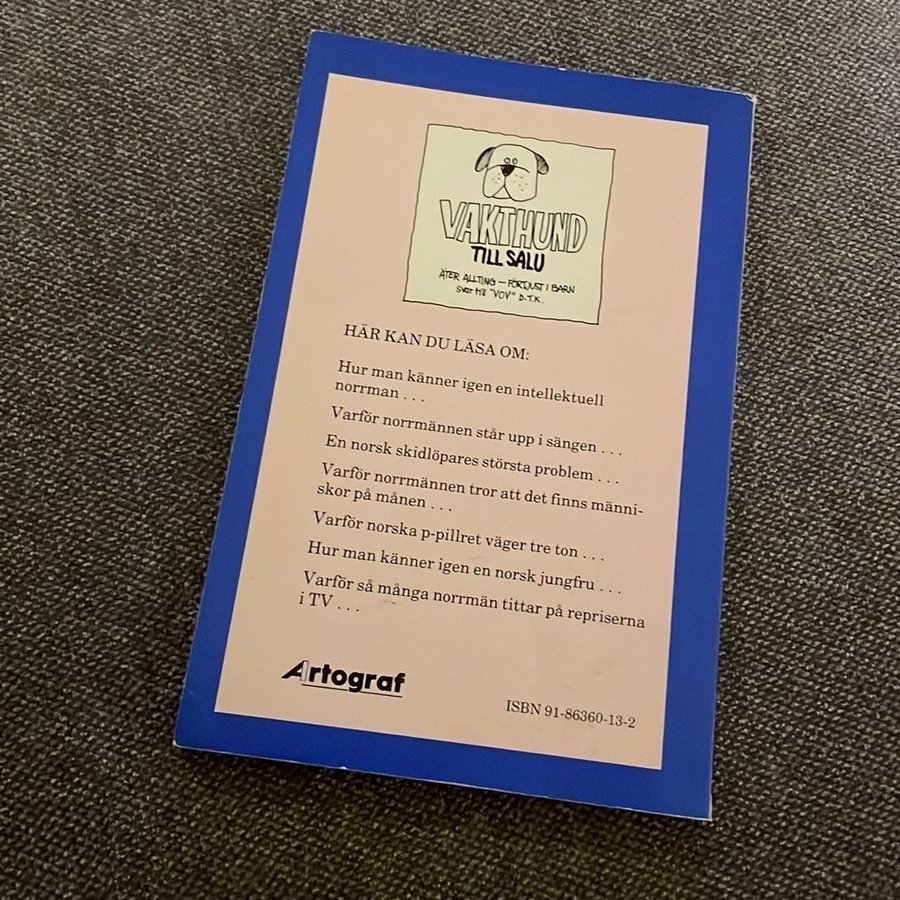 VAKTHUND
TILL SALU
ÄTER ALLTING – FÖRTJUST I BARN
Svar till "VOV" D.T.K.
HÄR KAN DU LÄSA OM:
Hur man känner igen en intellektuell
norrman . . .
Varför norrmännen står upp i sängen . . .
En norsk skidlöpares största problem . . .
Varför norrmännen tror att det finns männi-
skor på månen . . .
Varför norska p-pillret väger tre ton . . .
Hur man känner igen en norsk jungfru . . .
Varför så många norrmän tittar på repriserna
i TV . . .
Artograf
ISBN 91-86360-13-2